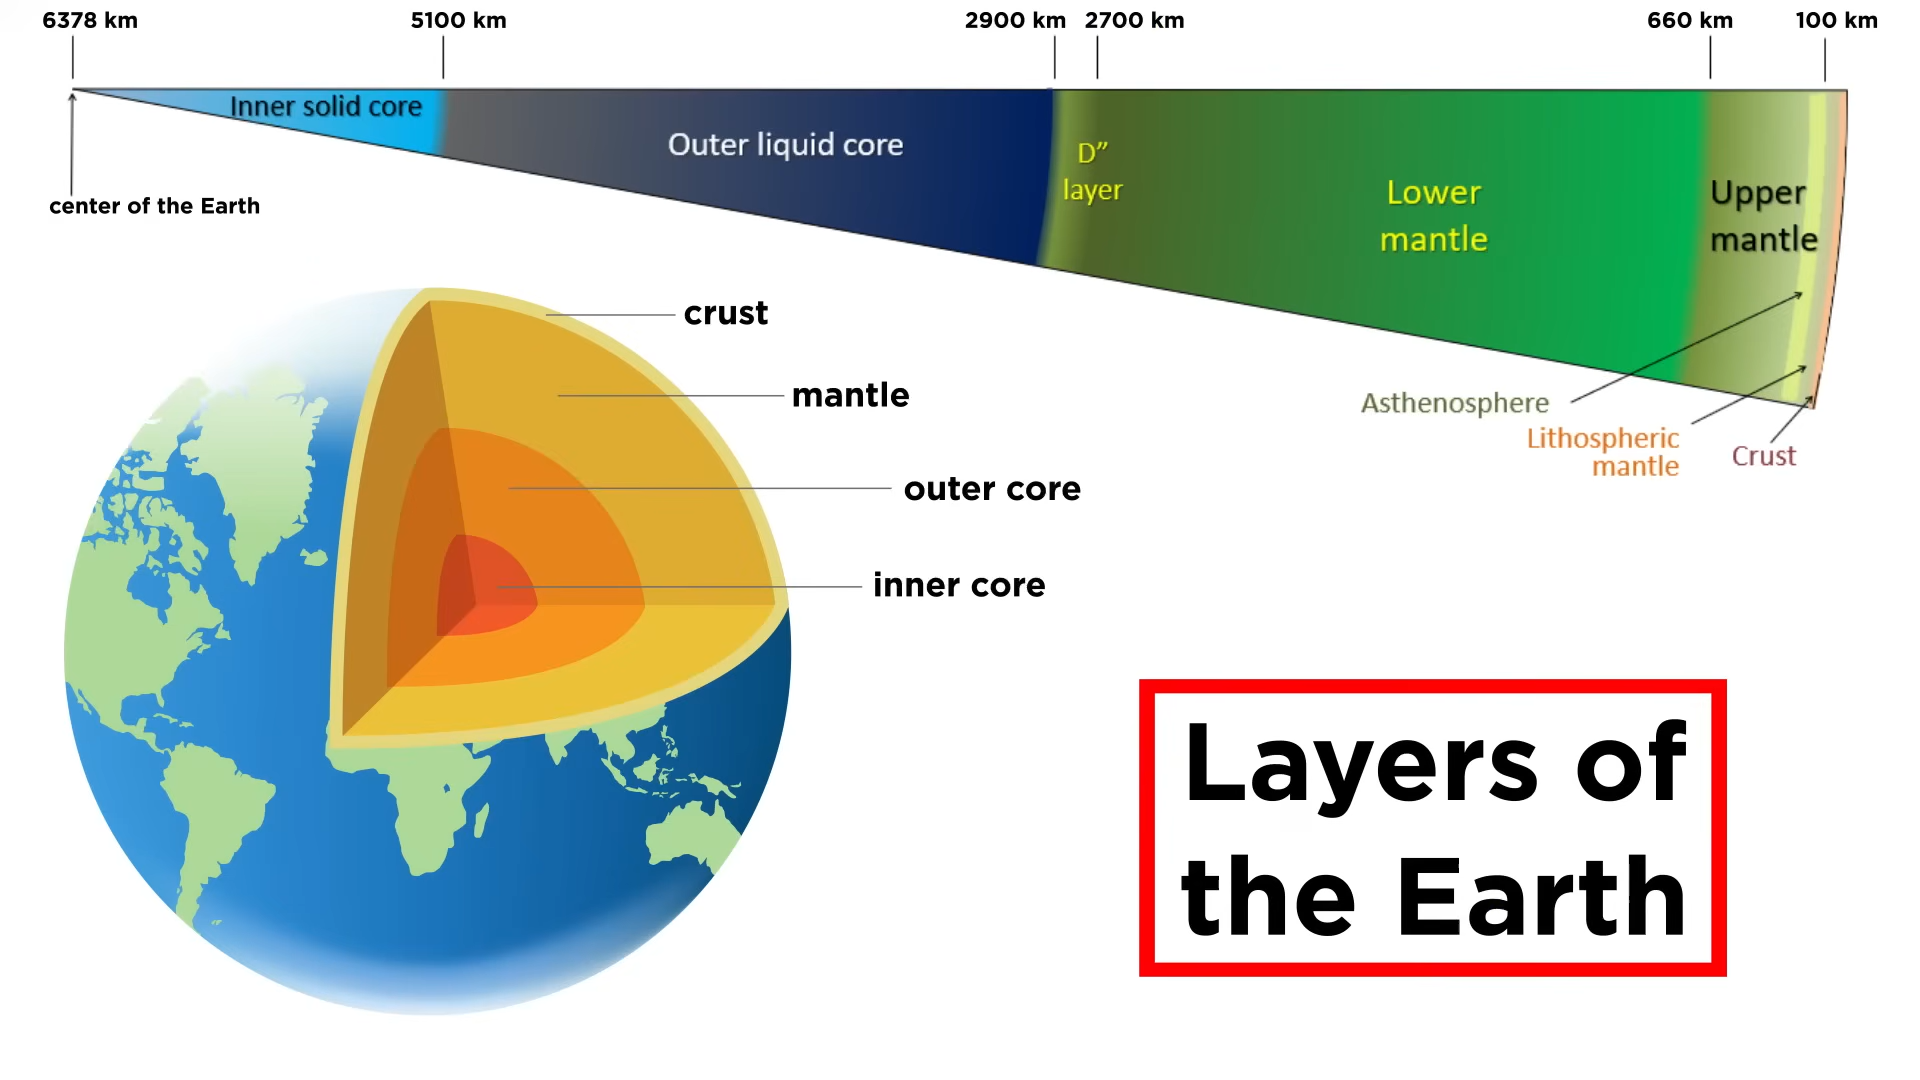 6378 km
5100 km
2900 km
2700 km
660 km
100 km
Inner solid core
Outer liquid core
D”
layer
Lower
mantle
Upper
mantle
center of the Earth
Asthenosphere
Lithospheric
mantle
Crust
crust
mantle
outer core
inner core
Layers of
the Earth